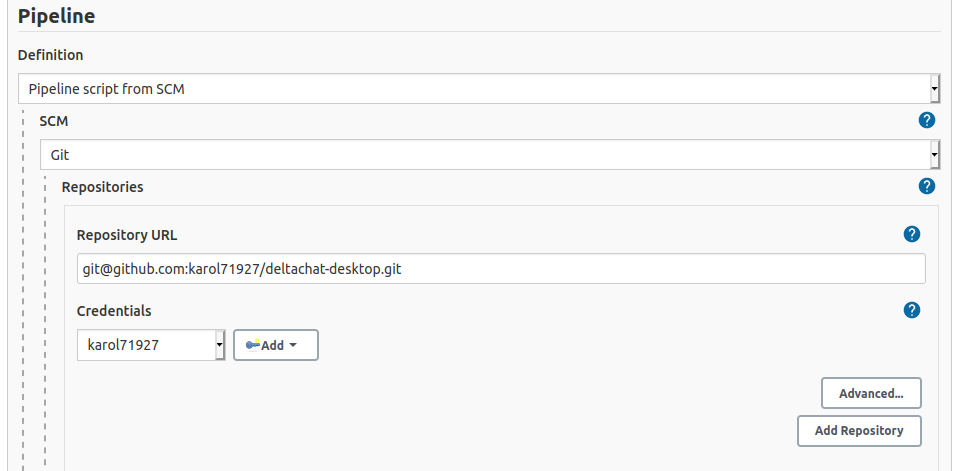 Pipeline
Definition
Pipeline script from SCM
SCM
?
Git
Repositories
?
Repository URL
?
git@github.com:karol71927/deltachat-desktop.git
Credentials
?
karol71927
Add
Advanced...
Add Repository